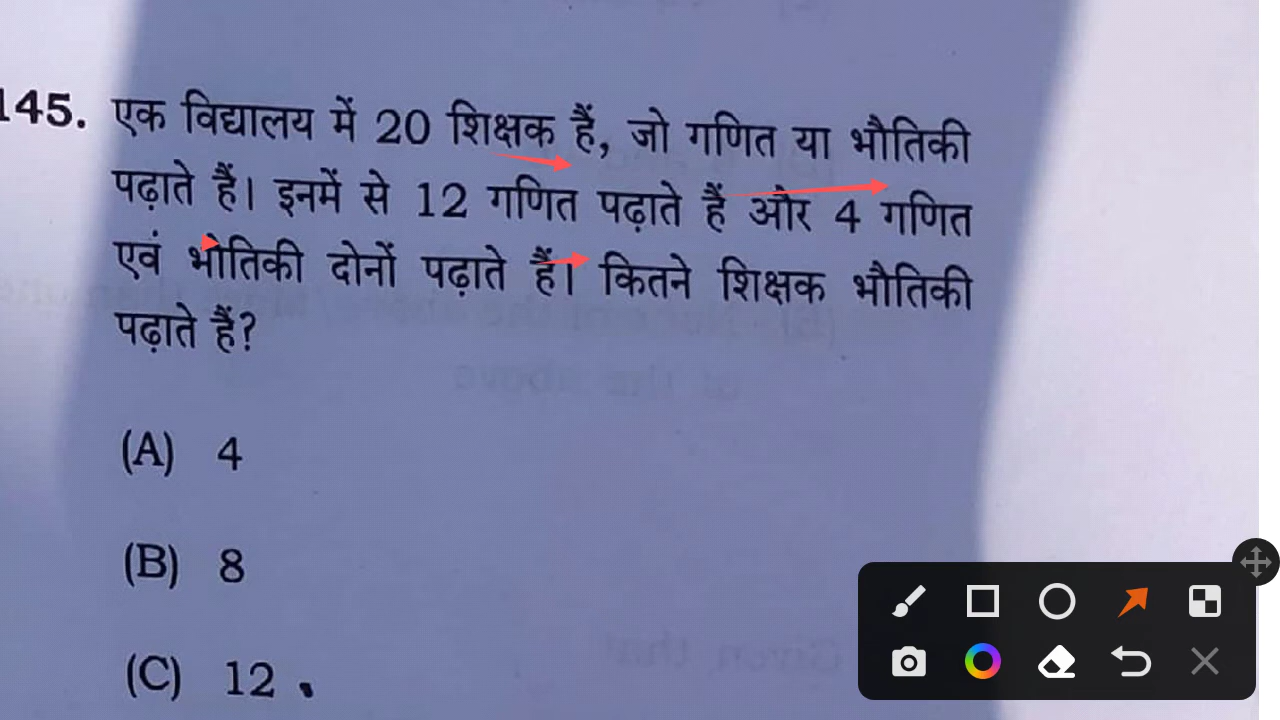 145. एक विद्यालय में 20 शिक्षक हैं, जो गणित या भौतिकी
पढ़ाते हैं। इनमें से 12 गणित पढ़ाते हैं और 4 गणित
एवं भौतिकी दोनों पढ़ाते हैं। कितने शिक्षक भौतिकी
पढ़ाते हैं?
(A) 4
(B) 8
(C) 12